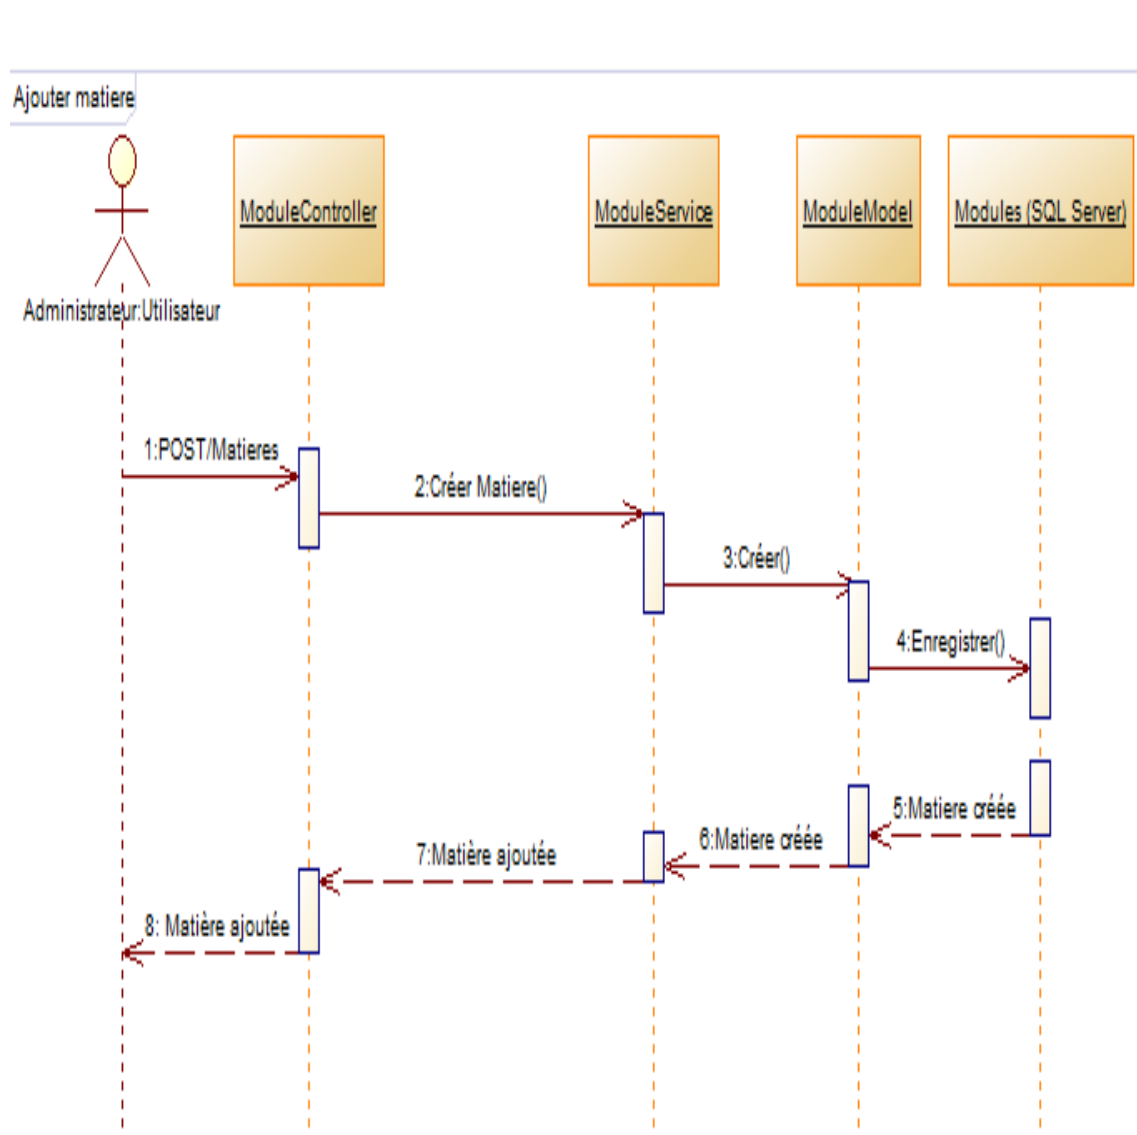 Ajouter matiere
ModuleController
ModuleService
ModuleModel
Modules (SQL Server)
Administrateur:Utilisateur
1:POST/Matieres
2:Créer Matiere()
3:Créer()
4:Enregistrer()
5:Matiere créée
6:Matiere créée
7:Matière ajoutée
8: Matière ajoutée